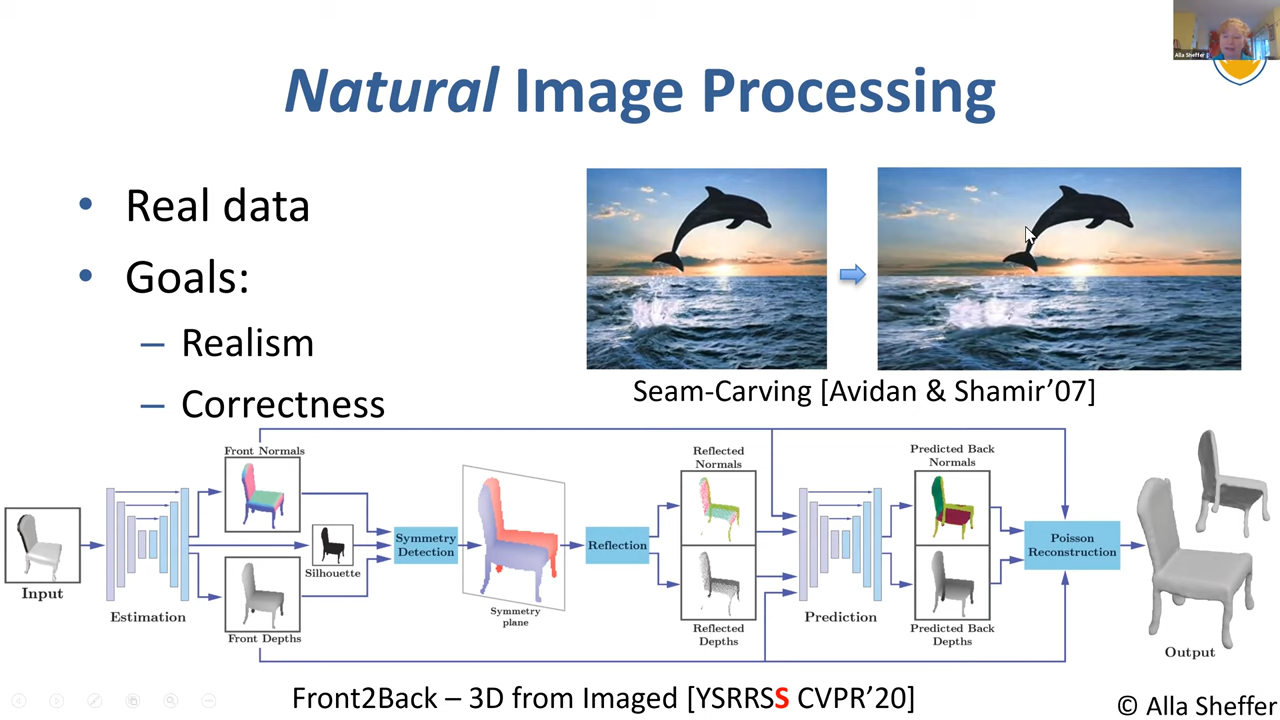 Alla Sheffer
Natural Image Processing
• Real data
• Goals:
– Realism
– Correctness
Seam-Carving [Avidan & Shamir’07]
Front Normals
Reflected
Normals
Predicted Back
Normals
Input
Estimation
Silhouette
Front Depths
Symmetry
Detection
Symmetry
plane
Reflection
Reflected
Depths
Prediction
Predicted Back
Depths
Poisson
Reconstruction
Output
Front2Back – 3D from Imaged [YSRRSS CVPR’20]
© Alla Sheffer